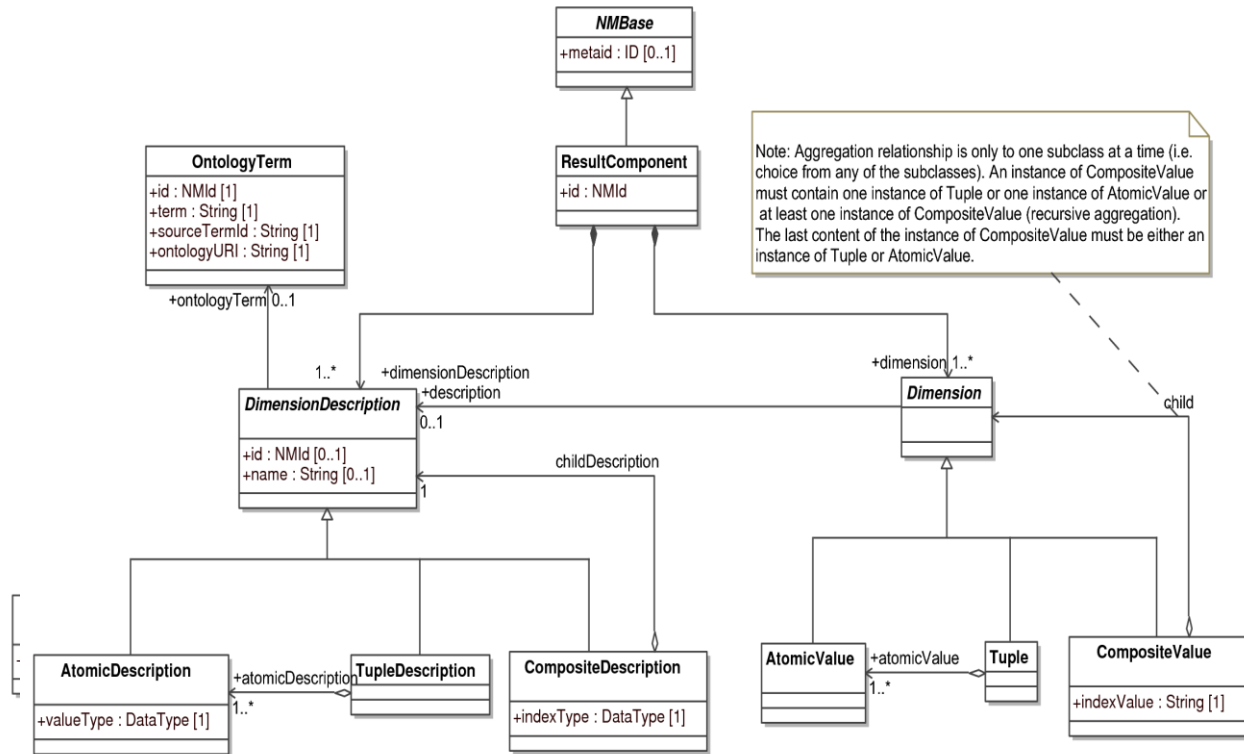 NMBase
+metaid : ID [0..1]
OntologyTerm
+id : NMId [1]
+term : String [1]
+sourceTermId : String [1]
+ontologyURI : String [1]
ResultComponent
+id : NMId
Note: Aggregation relationship is only to one subclass at a time (i.e.
choice from any of the subclasses). An instance of CompositeValue
must contain one instance of Tuple or one instance of AtomicValue or
at least one instance of CompositeValue (recursive aggregation).
The last content of the instance of CompositeValue must be either an
instance of Tuple or AtomicValue.
+ontologyTerm 0..1
1..*
+dimensionDescription
+description
0..1
+dimension 1..*
DimensionDescription
+id : NMId [0..1]
+name : String [0..1]
Dimension
child
childDescription
1
AtomicDescription
+valueType : DataType [1]
+atomicDescription
1..*
TupleDescription
CompositeDescription
+indexType : DataType [1]
AtomicValue
+atomicValue
1..*
Tuple
CompositeValue
+indexValue : String [1]